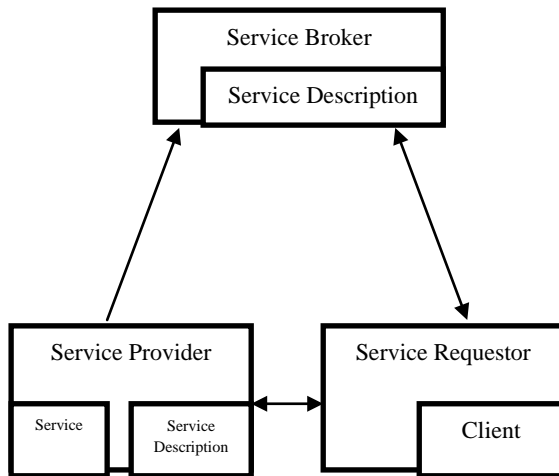 Service Broker
Service Description
Service Provider
Service Requestor
Service
Service
Description
Client